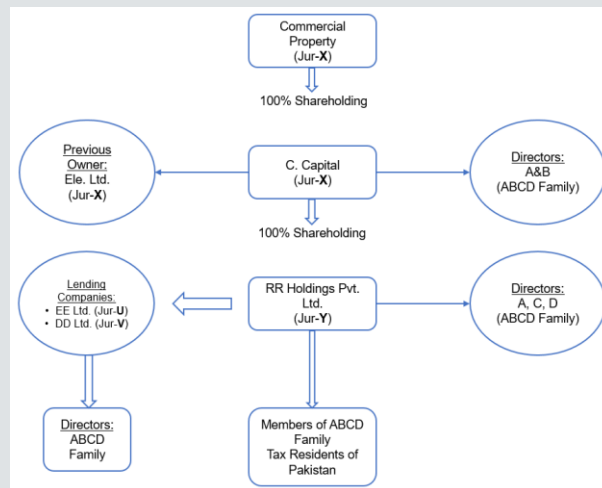 Commercial
Property
(Jur-X)
100% Shareholding
Previous
Owner:
Ele. Ltd.
(Jur-X)
C. Capital
(Jur-X)
Directors:
A&B
(ABCD Family)
100% Shareholding
Lending
Companies:
• EE Ltd. (Jur-U)
• DD Ltd. (Jur-V)
RR Holdings Pvt.
Ltd.
(Jur-Y)
Directors:
A, C, D
(ABCD Family)
Directors:
ABCD
Family
Members of ABCD
Family
Tax Residents of
Pakistan